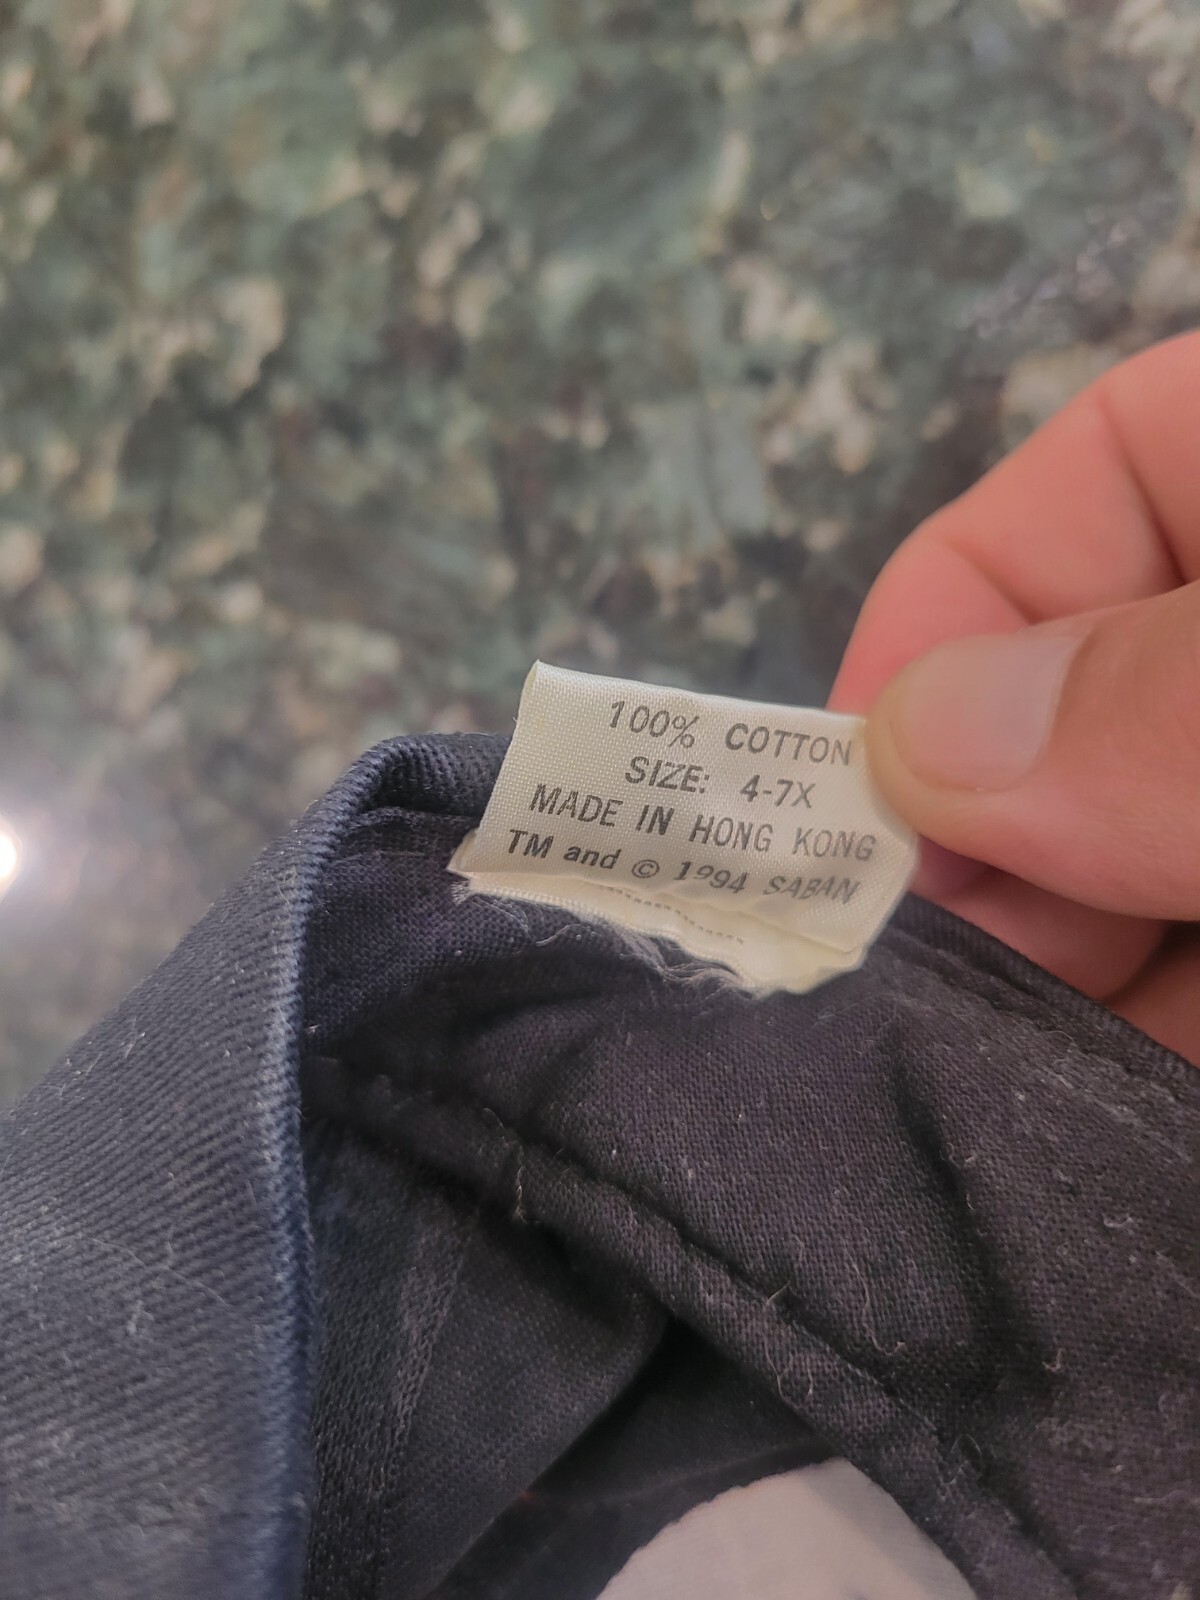 100% COTTON
SIZE: 4-7X
MADE IN HONG KONG
TM and © 1994 SABAN